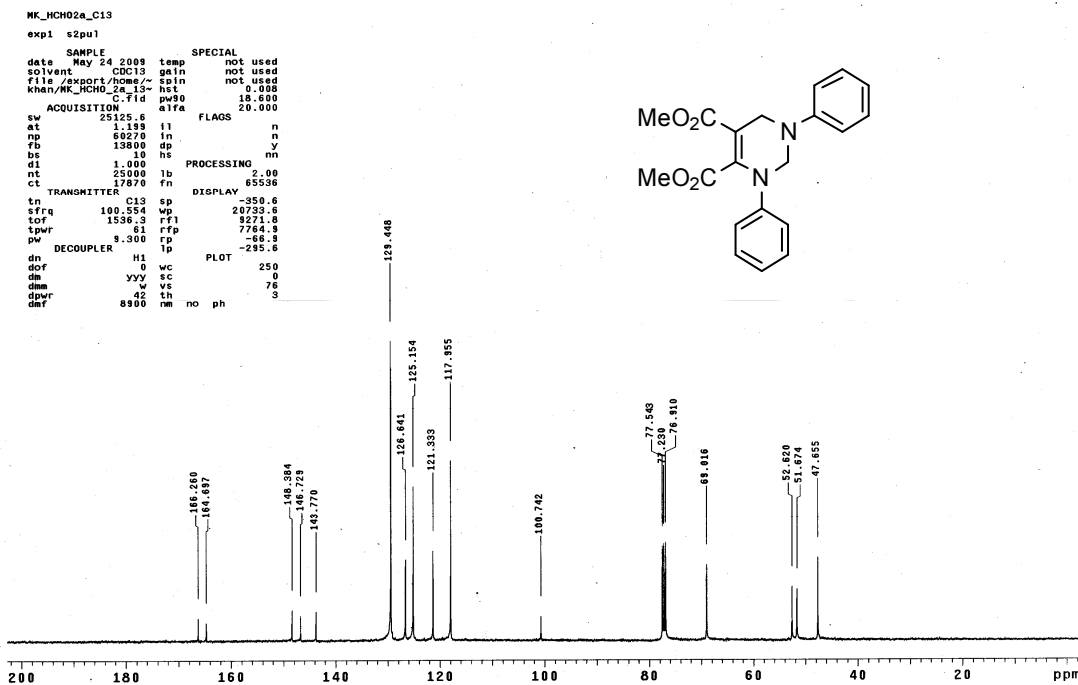 MK_HCHO2a_C13
exp1 s2pul
SAMPLE SPECIAL
date May 24 2009 temp not used
solvent CDCl3 gain not used
file /export/home/~ spin not used
khan/MK_HCHO_2a_13~ hst 0.008
C.fid pw90 18.600
ACQUISITION alfa 20.000
sw 25125.6 FLAGS
at 1.199 il n
np 60270 in n
fb 13800 dp y
bs 10 hs nn
d1 1.000 PROCESSING
nt 25000 lb 2.00
ct 17870 fn 65536
TRANSMITTER DISPLAY
tn C13 sp -350.6
sfrq 100.554 wp 20733.6
tof 1536.3 rfl 9271.8
tpwr 61 rfp 7764.9
pw 9.300 rp -66.9
DECOUPLER lp -295.6
dn H1 PLOT
dof 0 wc 250
dm yyy sc 0
dmm w vs 76
dpwr 42 th 3
dmf 8900 nm no ph
MeO2C
N
MeO2C
N
166.260
164.697
148.384
146.729
143.770
129.448
126.641
125.154
121.333
117.955
100.742
77.543
77.230
76.910
69.016
52.620
51.674
47.655
200 180 160 140 120 100 80 60 40 20 ppm